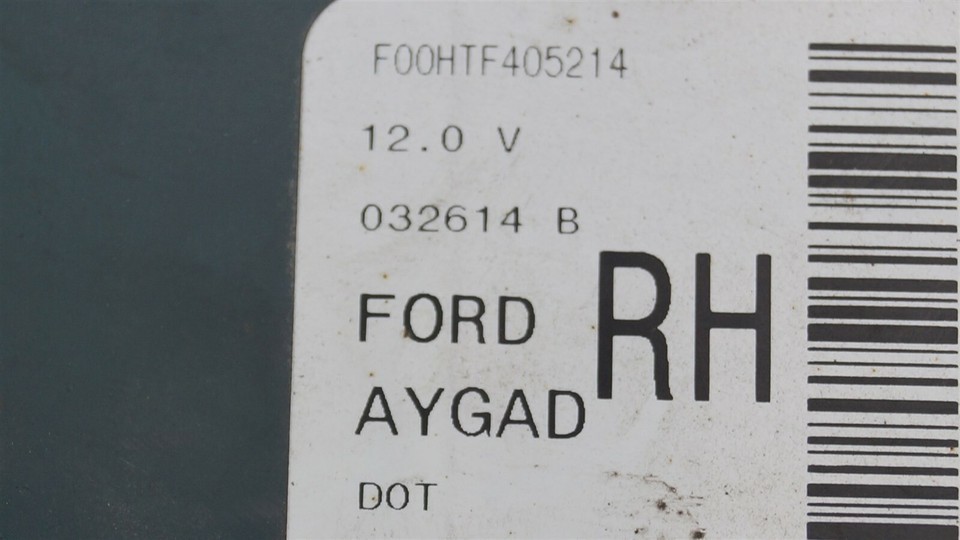 F00HTF405214
12.0 V
032614 B
FORD RH
AYGAD
DOT